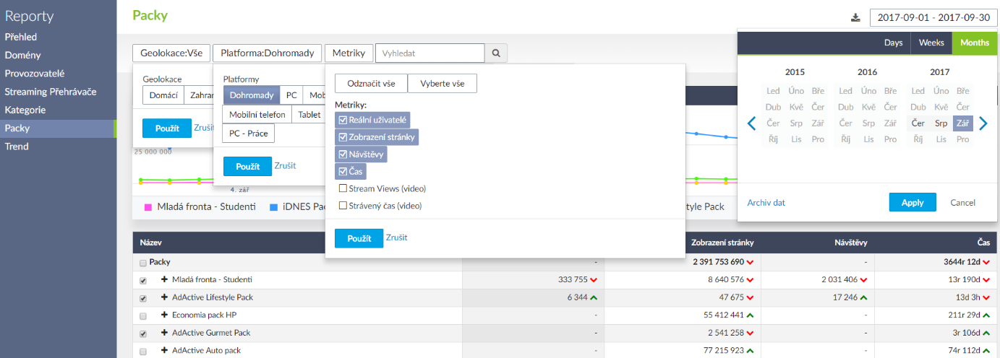 Reporty
Přehled
Domény
Provozovatelé
Streaming Přehrávače
Kategorie
Packy
Trend
Packy
2017-09-01 - 2017-09-30
Geolokace:Vše Platforma:Dohromady Metriky Vyhledat
Geolokace
Domácí Zahran
Použít Zrušit
Platformy
Dohromady PC Mob
Mobilní telefon Tablet
PC - Práce
Použít Zrušit
Odznačit vše Vyberte vše
Metriky:
Reální uživatelé
Zobrazení stránky
Návštěvy
Čas
Stream Views (video)
Strávený čas (video)
Použít Zrušit
Days Weeks Months
2015 2016 2017
Led Úno Bře Led Úno Bře Led Úno Bře
Dub Kvě Čer Dub Kvě Čer Dub Kvě Čer
Čer Srp Zář Čer Srp Zář Čer Srp Zář
Říj Lis Pro Říj Lis Pro Říj Lis Pro
Archiv dat Apply Cancel
25 000 000
4. zář
Mladá fronta - Studenti iDNES Pac style Pack
Název Zobrazení stránky Návštěvy Čas
Packy - 2 391 753 690 - 3644r 12d
Mladá fronta - Studenti 333 755 8 640 576 2 031 406 13r 190d
AdActive Lifestyle Pack 6 344 47 675 17 246 13d 3h
Economia pack HP - 55 412 441 - 211r 29d
AdActive Gurmet Pack - 2 541 258 - 3r 106d
AdActive Auto pack - 77 215 923 - 74r 112d